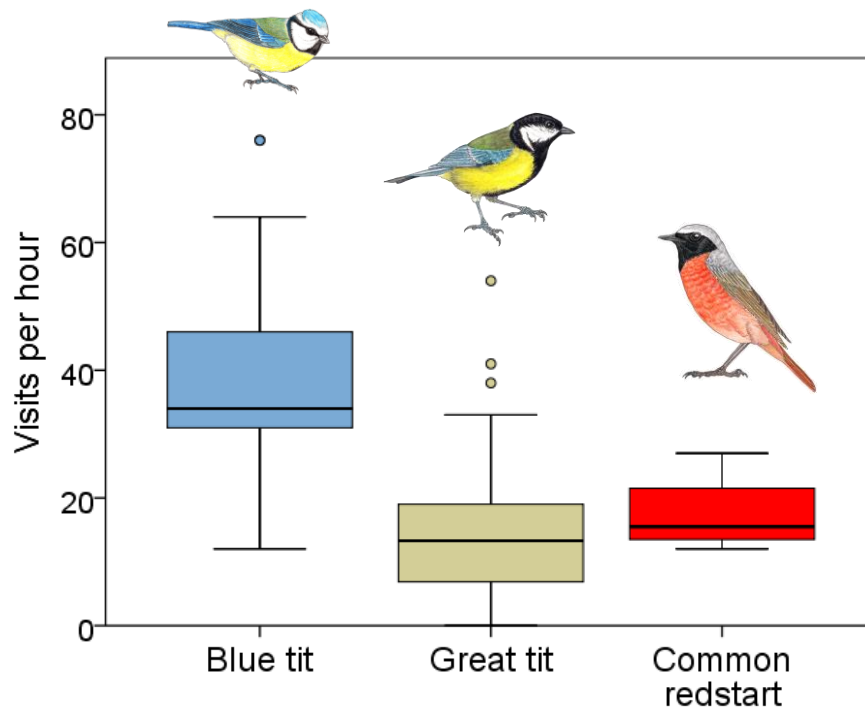 Visits per hour
80
60
40
20
0
Blue tit
Great tit
Common
redstart